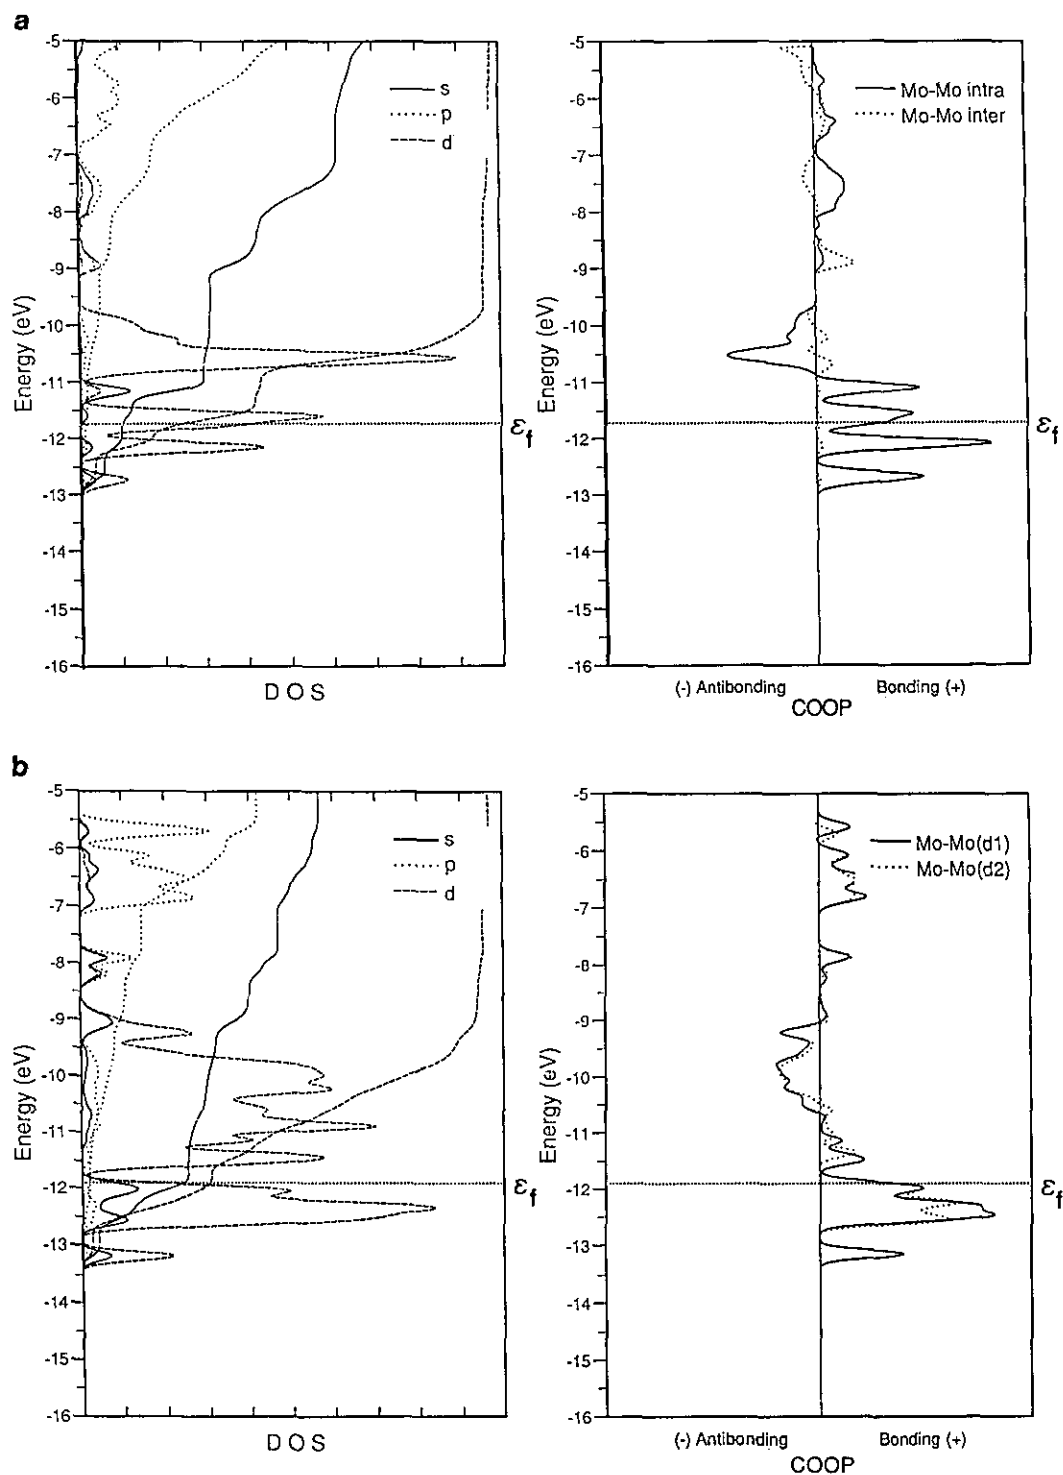 a
-5
-6
-7
-8
-9
-10
-11
-12
-13
-14
-15
-16
Energy (eV)
s
p
d
εf
DOS
-5
-6
-7
-8
-9
-10
-11
-12
-13
-14
-15
-16
Energy (eV)
Mo-Mo intra
Mo-Mo inter
εf
(-) Antibonding Bonding (+)
COOP
b
-5
-6
-7
-8
-9
-10
-11
-12
-13
-14
-15
-16
Energy (eV)
s
p
d
εf
DOS
-5
-6
-7
-8
-9
-10
-11
-12
-13
-14
-15
-16
Energy (eV)
Mo-Mo(d1)
Mo-Mo(d2)
εf
(-) Antibonding Bonding (+)
COOP